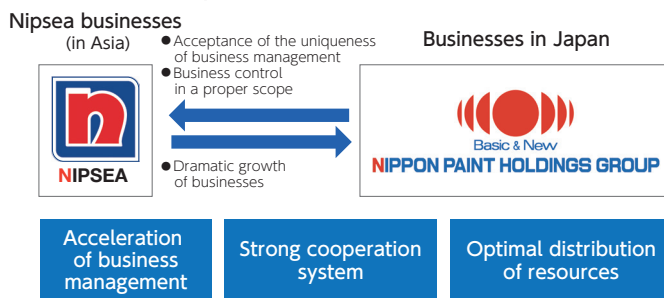 Nipsea businesses
(in Asia)
● Acceptance of the uniqueness
of business management
● Business control
in a proper scope
Businesses in Japan
n
NIPSEA
● Dramatic growth
of businesses
Basic & New
NIPPON PAINT HOLDINGS GROUP
Acceleration
of business
management
Strong cooperation
system
Optimal distribution
of resources